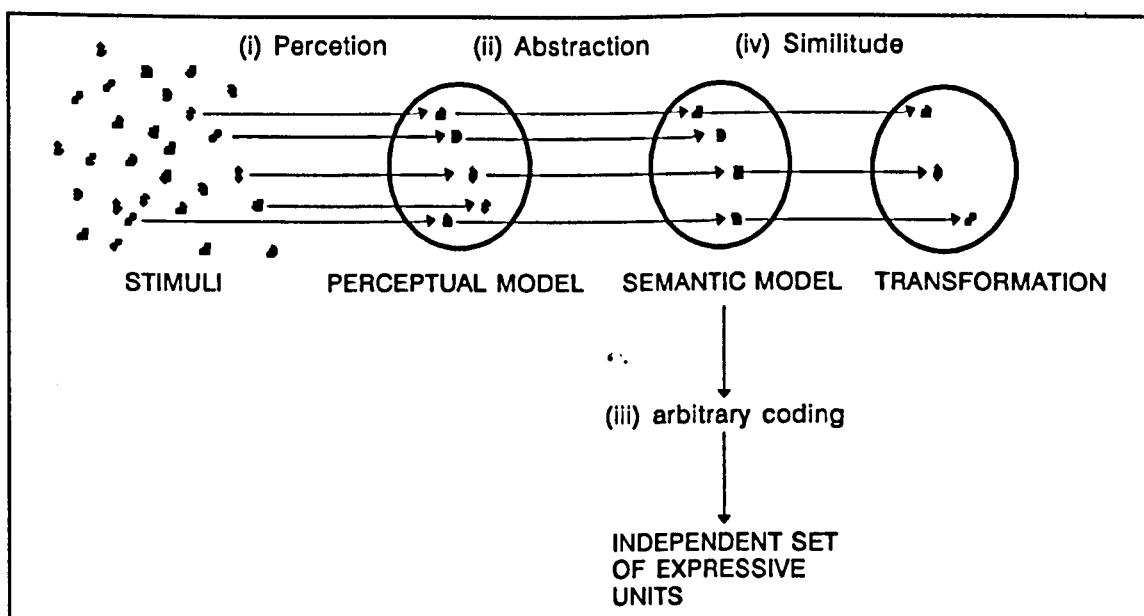 (i) Percetion (ii) Abstraction (iv) Similitude
STIMULI PERCEPTUAL MODEL SEMANTIC MODEL TRANSFORMATION
(iii) arbitrary coding
INDEPENDENT SET
OF EXPRESSIVE
UNITS